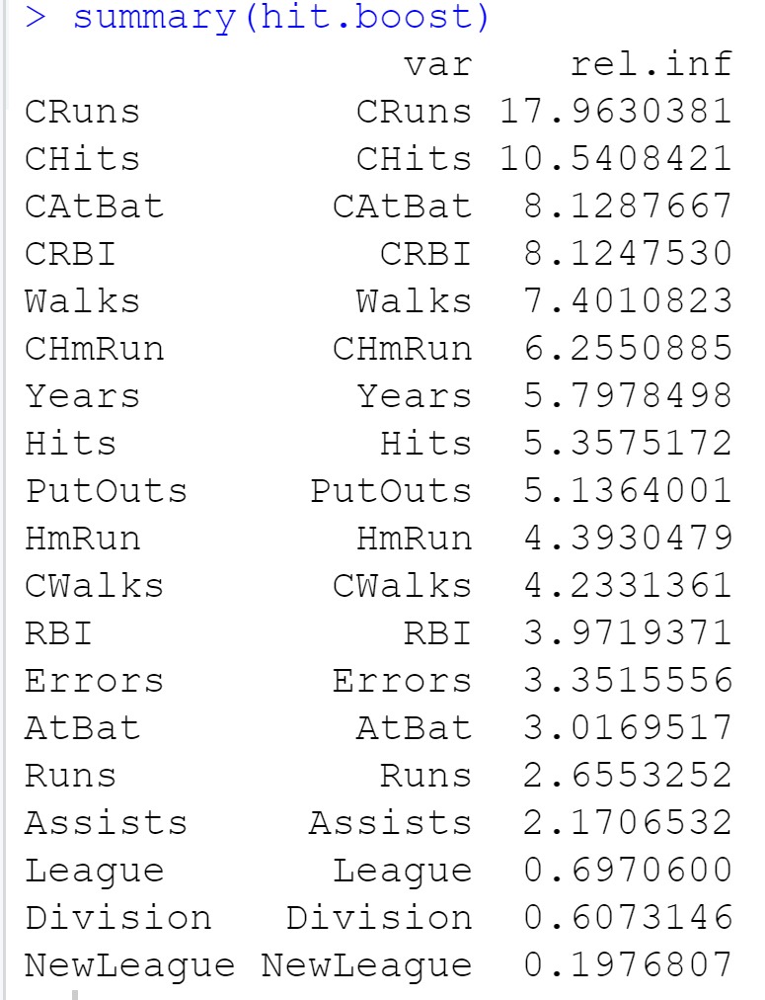 > summary(hit.boost)
var rel.inf
CRuns CRuns 17.9630381
CHits CHits 10.5408421
CAtBat CAtBat 8.1287667
CRBI CRBI 8.1247530
Walks Walks 7.4010823
CHmRun CHmRun 6.2550885
Years Years 5.7978498
Hits Hits 5.3575172
PutOuts PutOuts 5.1364001
HmRun HmRun 4.3930479
CWalks CWalks 4.2331361
RBI RBI 3.9719371
Errors Errors 3.3515556
AtBat AtBat 3.0169517
Runs Runs 2.6553252
Assists Assists 2.1706532
League League 0.6970600
Division Division 0.6073146
NewLeague NewLeague 0.1976807